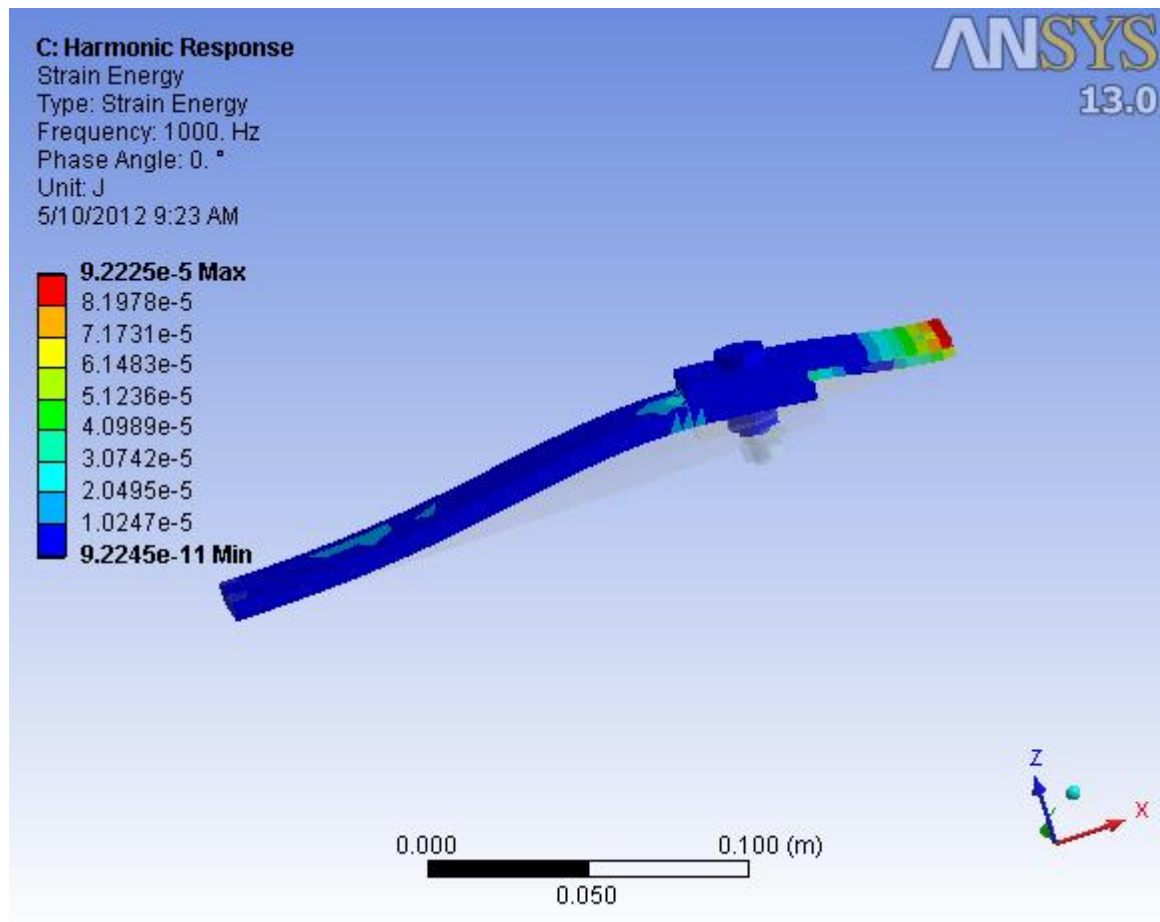 C: Harmonic Response
Strain Energy
Type: Strain Energy
Frequency: 1000. Hz
Phase Angle: 0. °
Unit: J
5/10/2012 9:23 AM
ANSYS
13.0
9.2225e-5 Max
8.1978e-5
7.1731e-5
6.1483e-5
5.1236e-5
4.0989e-5
3.0742e-5
2.0495e-5
1.0247e-5
9.2245e-11 Min
Z
X
0.000
0.100 (m)
0.050